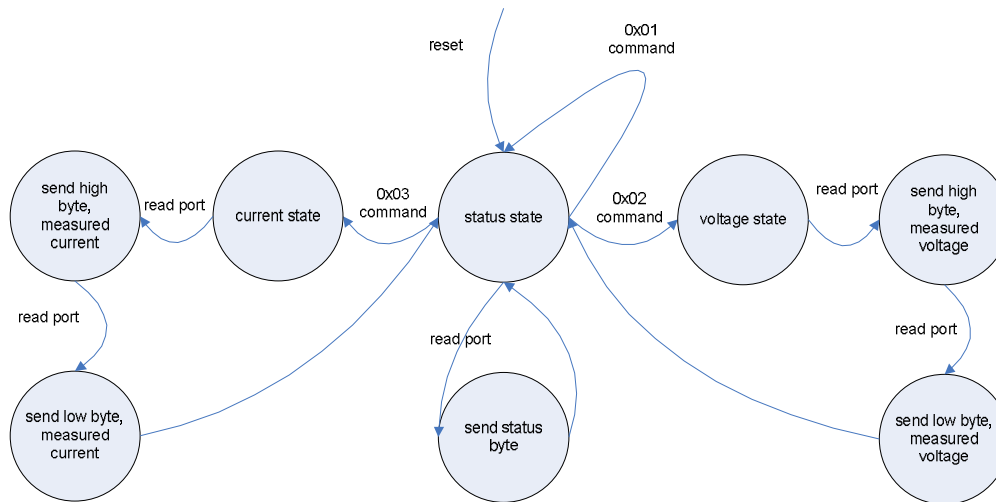 reset
0x01
command
send high
byte,
measured
current
read port
current state
0x03
command
status state
0x02
command
voltage state
read port
send high
byte,
measured
voltage
read port
read port
read port
send low byte,
measured
current
send status
byte
send low byte,
measured
voltage